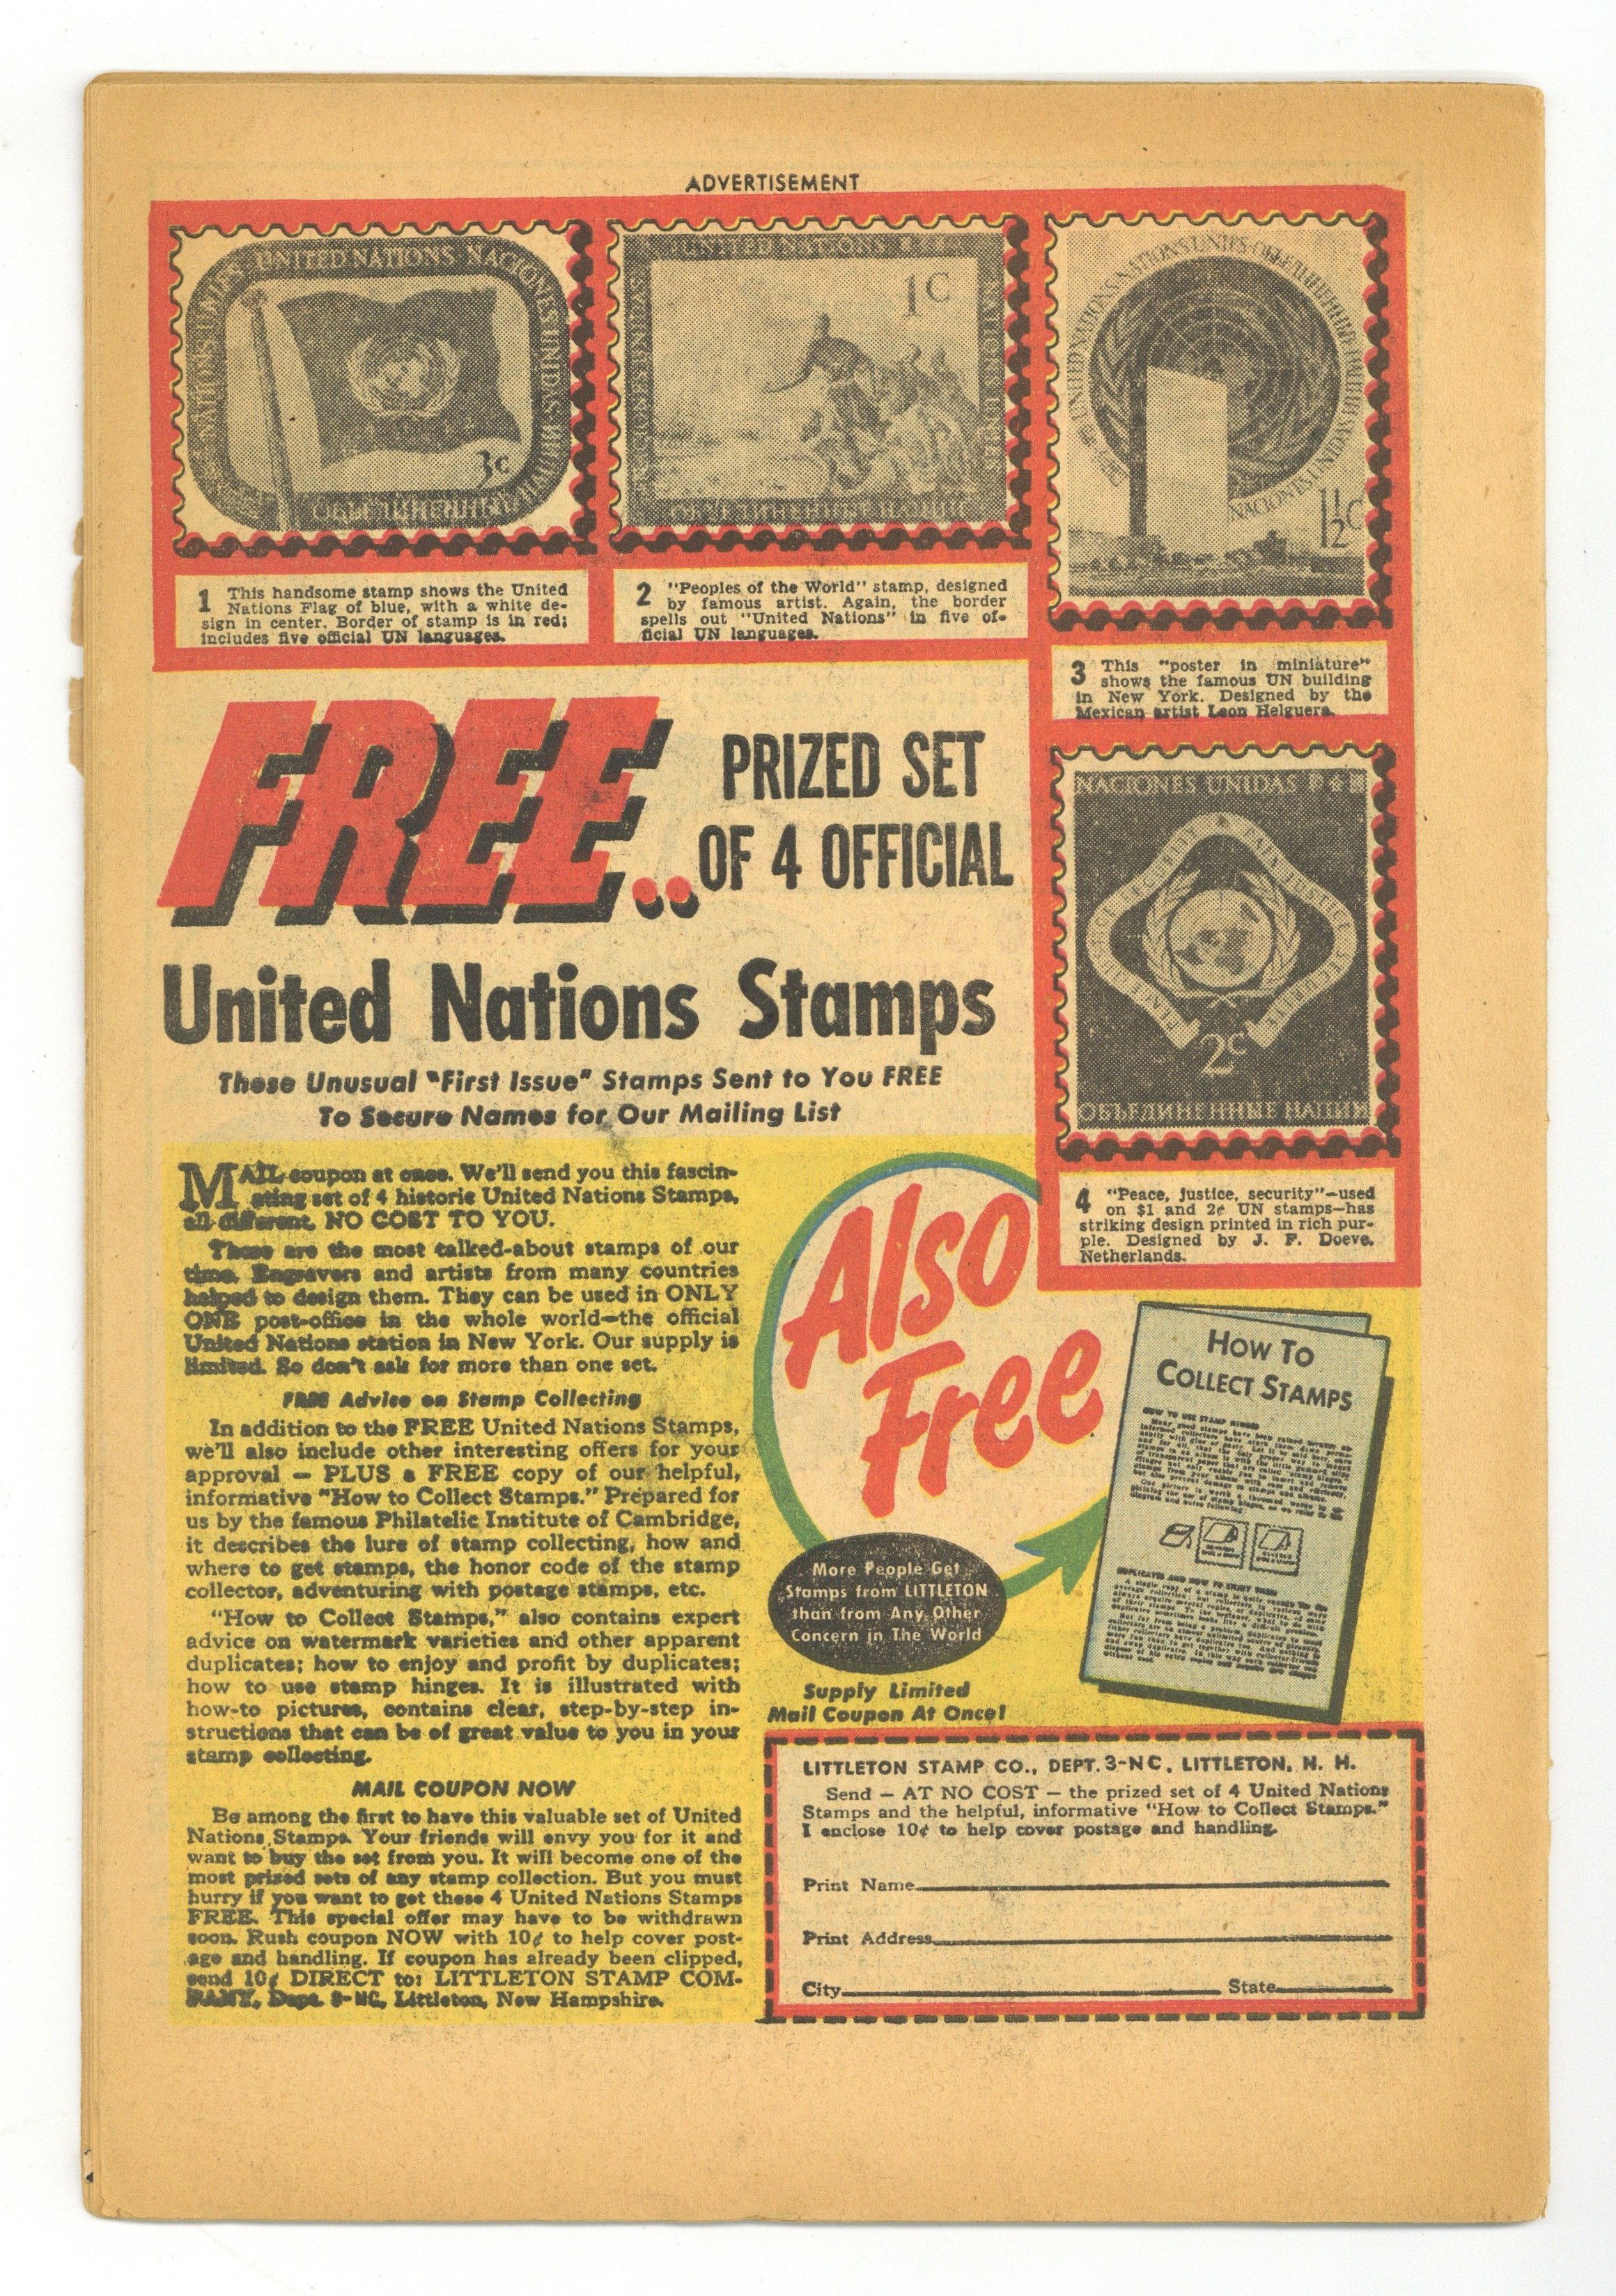 ADVERTISEMENT
UNITED NATIONS NACIONES UNIDAS
3c
1 This handsome stamp shows the United
Nations Flag of blue, with a white de-
sign in center. Border of stamp is in red;
includes five official UN languages.
UNITED NATIONS
1c
2 "Peoples of the World" stamp, designed
by famous artist. Again, the border
spells out "United Nations" in five of-
ficial UN languages.
UNITED NATIONS
NACIONES UNIDAS
1½c
3 This "poster in miniature"
shows the famous UN building
in New York. Designed by the
Mexican artist Leon Helguera.
FREE..
PRIZED SET
OF 4 OFFICIAL
United Nations Stamps
These Unusual "First Issue" Stamps Sent to You FREE
To Secure Names for Our Mailing List
NACIONES UNIDAS
2c
ОБЪЕДИНЕННЫЕ НАЦИИ
4 "Peace, justice, security"—used
on $1 and 2¢ UN stamps—has
striking design printed in rich pur-
ple. Designed by J. F. Doeve,
Netherlands.
MAIL coupon at once. We'll send you this fascin-
ating set of 4 historic United Nations Stamps,
all different, NO COST TO YOU.
These are the most talked-about stamps of our
time. Engravers and artists from many countries
helped to design them. They can be used in ONLY
ONE post-office in the whole world—the official
United Nations station in New York. Our supply is
limited. So don't ask for more than one set.
FREE Advice on Stamp Collecting
In addition to the FREE United Nations Stamps,
we'll also include other interesting offers for your
approval — PLUS a FREE copy of our helpful,
informative "How to Collect Stamps." Prepared for
us by the famous Philatelic Institute of Cambridge,
it describes the lure of stamp collecting, how and
where to get stamps, the honor code of the stamp
collector, adventuring with postage stamps, etc.
"How to Collect Stamps," also contains expert
advice on watermark varieties and other apparent
duplicates; how to enjoy and profit by duplicates;
how to use stamp hinges. It is illustrated with
how-to pictures, contains clear, step-by-step in-
structions that can be of great value to you in your
stamp collecting.
MAIL COUPON NOW
Be among the first to have this valuable set of United
Nations Stamps. Your friends will envy you for it and
want to buy the set from you. It will become one of the
most prized sets of any stamp collection. But you must
hurry if you want to get these 4 United Nations Stamps
FREE. This special offer may have to be withdrawn
soon. Rush coupon NOW with 10¢ to help cover post-
age and handling. If coupon has already been clipped,
send 10¢ DIRECT to: LITTLETON STAMP COM-
PANY, Dept. 3-NC, Littleton, New Hampshire.
Also
Free
HOW TO
COLLECT STAMPS
HOW TO USE STAMP HINGES
DUPLICATES AND HOW TO ENJOY THEM
More People Get
Stamps from LITTLETON
than from Any Other
Concern in The World
Supply Limited
Mail Coupon At Once!
LITTLETON STAMP CO., DEPT. 3-NC, LITTLETON, N. H.
Send — AT NO COST — the prized set of 4 United Nations
Stamps and the helpful, informative "How to Collect Stamps."
I enclose 10¢ to help cover postage and handling.
Print Name
Print Address
City State